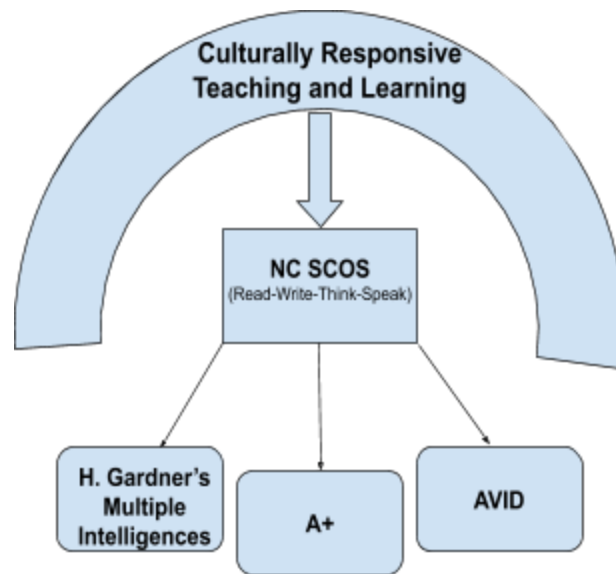 Culturally Responsive
Teaching and Learning
NC SCOS
(Read-Write-Think-Speak)
H. Gardner's
Multiple
Intelligences
A+
AVID